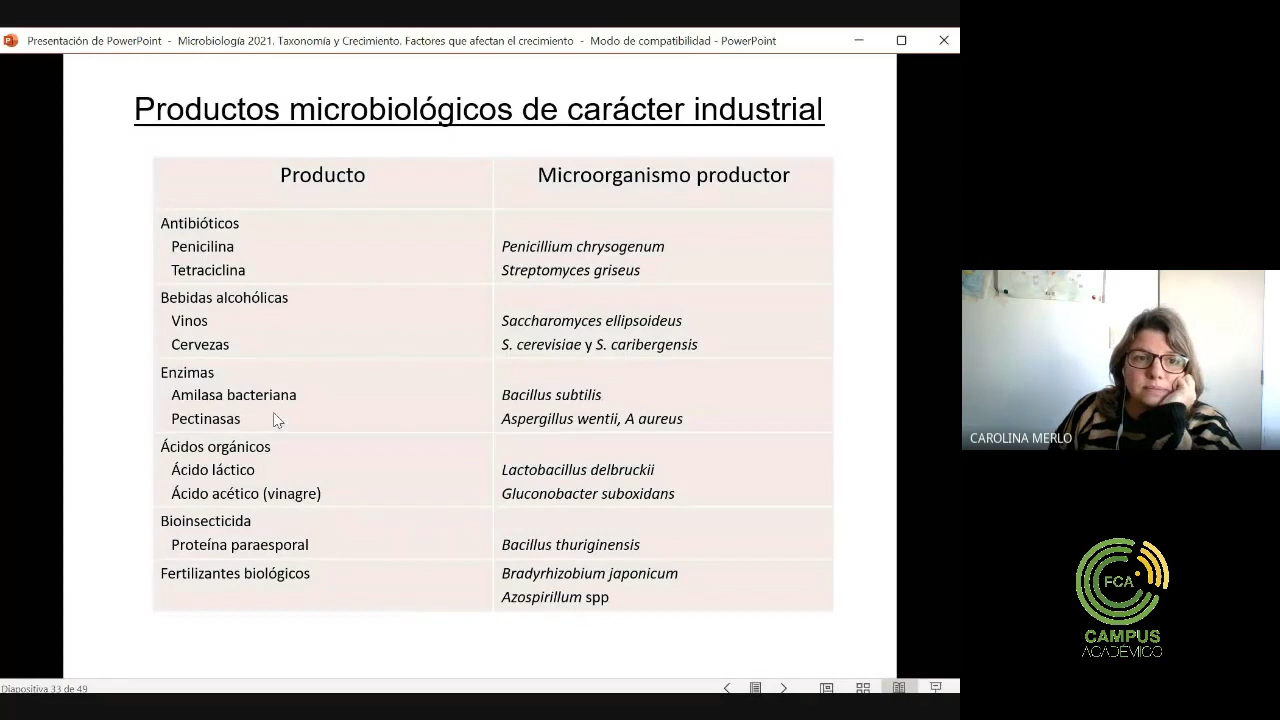 Presentación de PowerPoint - Microbiología 2021. Taxonomía y Crecimiento. Factores que afectan el crecimiento - Modo de compatibilidad - PowerPoint
Productos microbiológicos de carácter industrial
Producto Microorganismo productor
Antibióticos
Penicilina Penicillium chrysogenum
Tetraciclina Streptomyces griseus
Bebidas alcohólicas
Vinos Saccharomyces ellipsoideus
Cervezas S. cerevisiae y S. caribergensis
Enzimas
Amilasa bacteriana Bacillus subtilis
Pectinasas Aspergillus wentii, A aureus
Ácidos orgánicos
Ácido láctico Lactobacillus delbruckii
Ácido acético (vinagre) Gluconobacter suboxidans
Bioinsecticida
Proteína paraesporal Bacillus thuriginensis
Fertilizantes biológicos Bradyrhizobium japonicum
Azospirillum spp
Diapositiva 33 de 49
CAROLINA MERLO
FCA
CAMPUS
ACADÉMICO